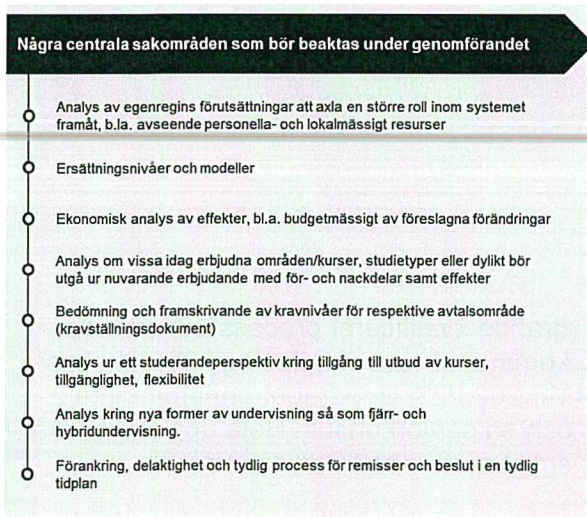 Några centrala sakområden som bör beaktas under genomförandet
Analys av egenregins förutsättningar att axla en större roll inom systemet
framåt, b.la. avseende personella- och lokalmässigt resurser
Ersättningsnivåer och modeller
Ekonomisk analys av effekter, bl.a. budgetmässigt av föreslagna förändringar
Analys om vissa idag erbjudna områden/kurser, studietyper eller dylikt bör
utgå ur nuvarande erbjudande med för- och nackdelar samt effekter
Bedömning och framskrivande av kravnivåer för respektive avtalsområde
(kravställningsdokument)
Analys ur ett studerandeperspektiv kring tillgång till utbud av kurser,
tillgänglighet, flexibilitet
Analys kring nya former av undervisning så som fjärr- och
hybridundervisning.
Förankring, delaktighet och tydlig process för remisser och beslut i en tydlig
tidplan